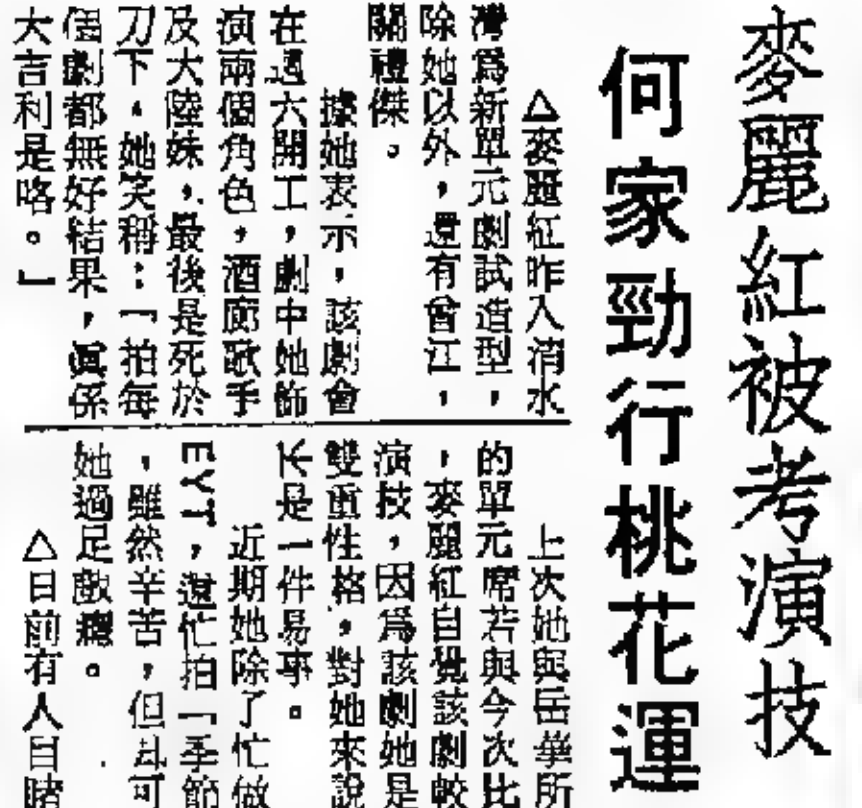 麥麗紅被考演技
何家勁行桃花運
△麥麗紅昨入清水
灣爲新單元劇試造型，
除她以外，還有曾江，
關禮傑。
據她表示，該劇會
在週六開工，劇中她飾
演兩個角色，酒廊歌手
及大陸妹，最後是死於
刀下。她笑稱：「拍每
個劇都無好結果，眞係
大吉利是咯。」
上次她與岳華所
的單元席若與今次比
，麥麗紅自覺該劇較
演技，因爲該劇她是
雙重性格，對她來說
不是一件易事。
近期她除了忙做
EYT，還忙拍「季節
，雖然辛苦，但且可
她過足戲癮。
△日前有人目睹